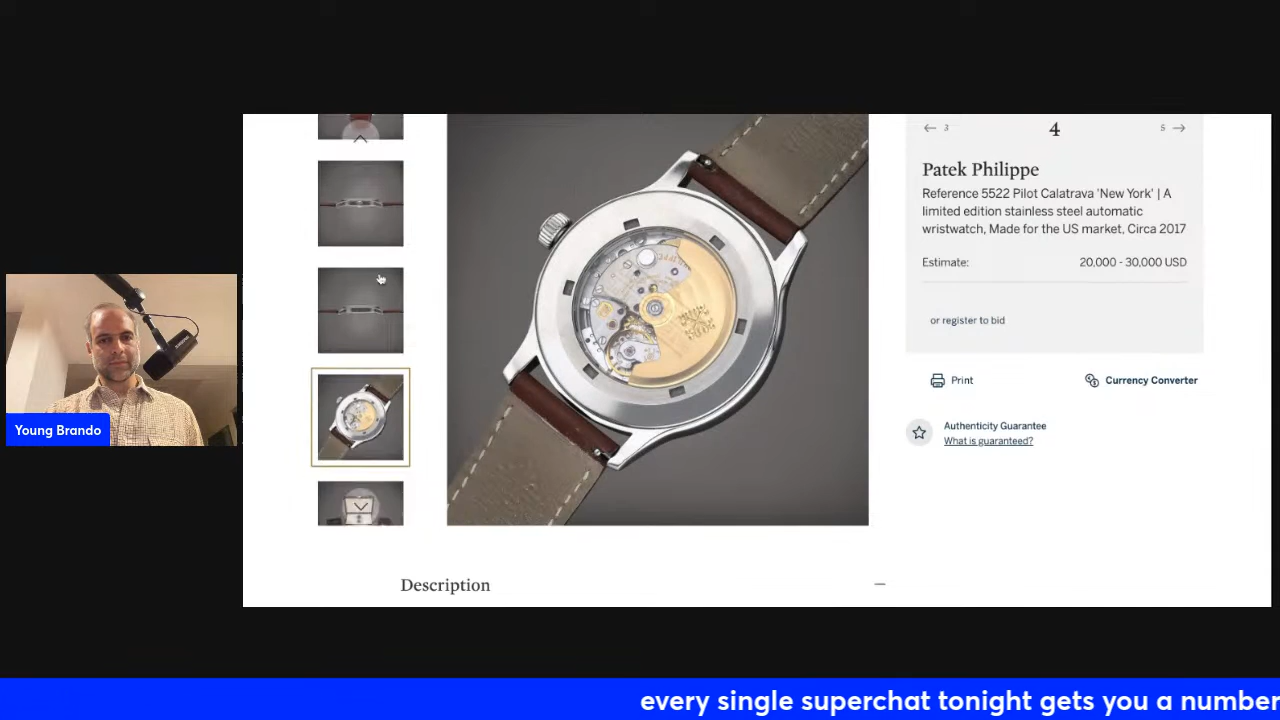 3
4
5
Patek Philippe
Reference 5522 Pilot Calatrava 'New York' | A
limited edition stainless steel automatic
wristwatch, Made for the US market, Circa 2017
Estimate: 20,000 - 30,000 USD
or register to bid
Print
Currency Converter
Authenticity Guarantee
What is guaranteed?
Young Brando
Description
every single superchat tonight gets you a number